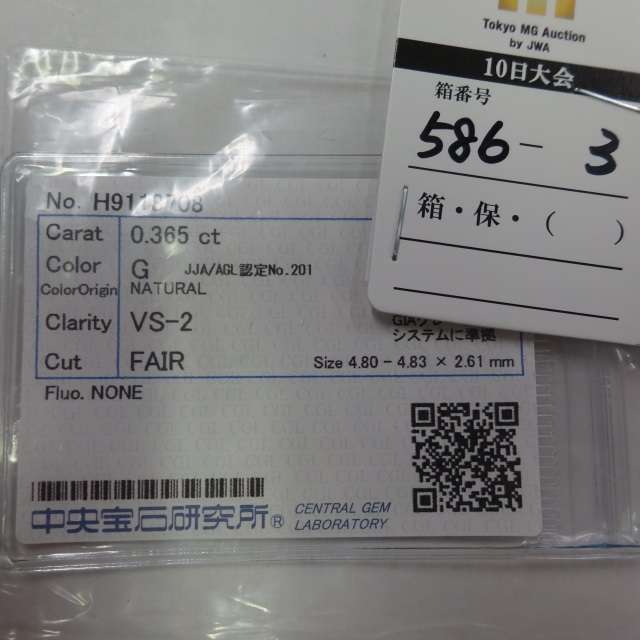 Tokyo MG Auction
by JWA
10日大会
箱番号
586- 3
箱・保・( )
No.
Carat 0.365 ct
Color G JJA/AGL認定No.201
ColorOrigin NATURAL
Clarity VS-2
システムに準拠
Cut FAIR Size 4.80 - 4.83 × 2.61 mm
Fluo. NONE
中央宝石研究所® CENTRAL GEM
LABORATORY